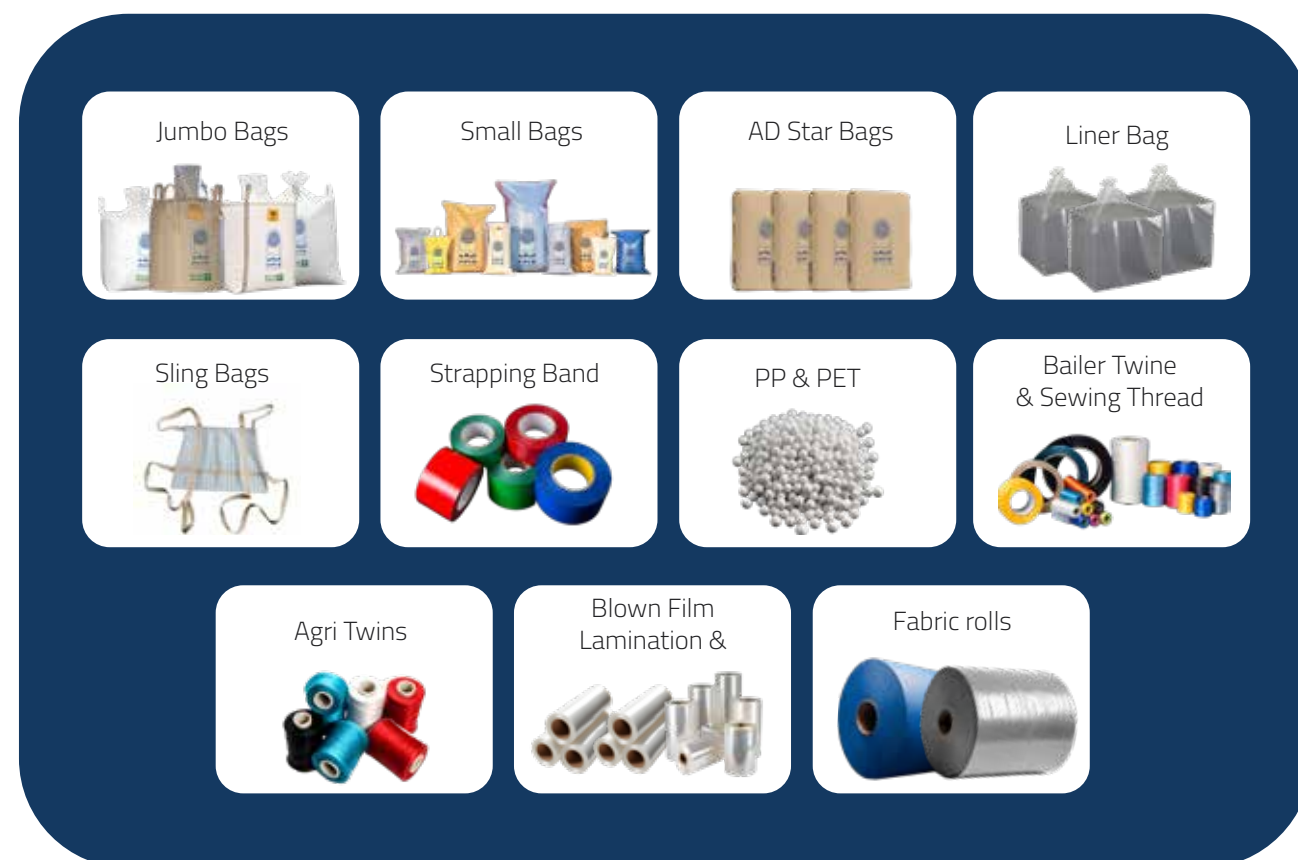 Jumbo Bags
Small Bags
AD Star Bags
Liner Bag
Sling Bags
Strapping Band
PP & PET
Bailer Twine
& Sewing Thread
Agri Twins
Blown Film
Lamination &
Fabric rolls